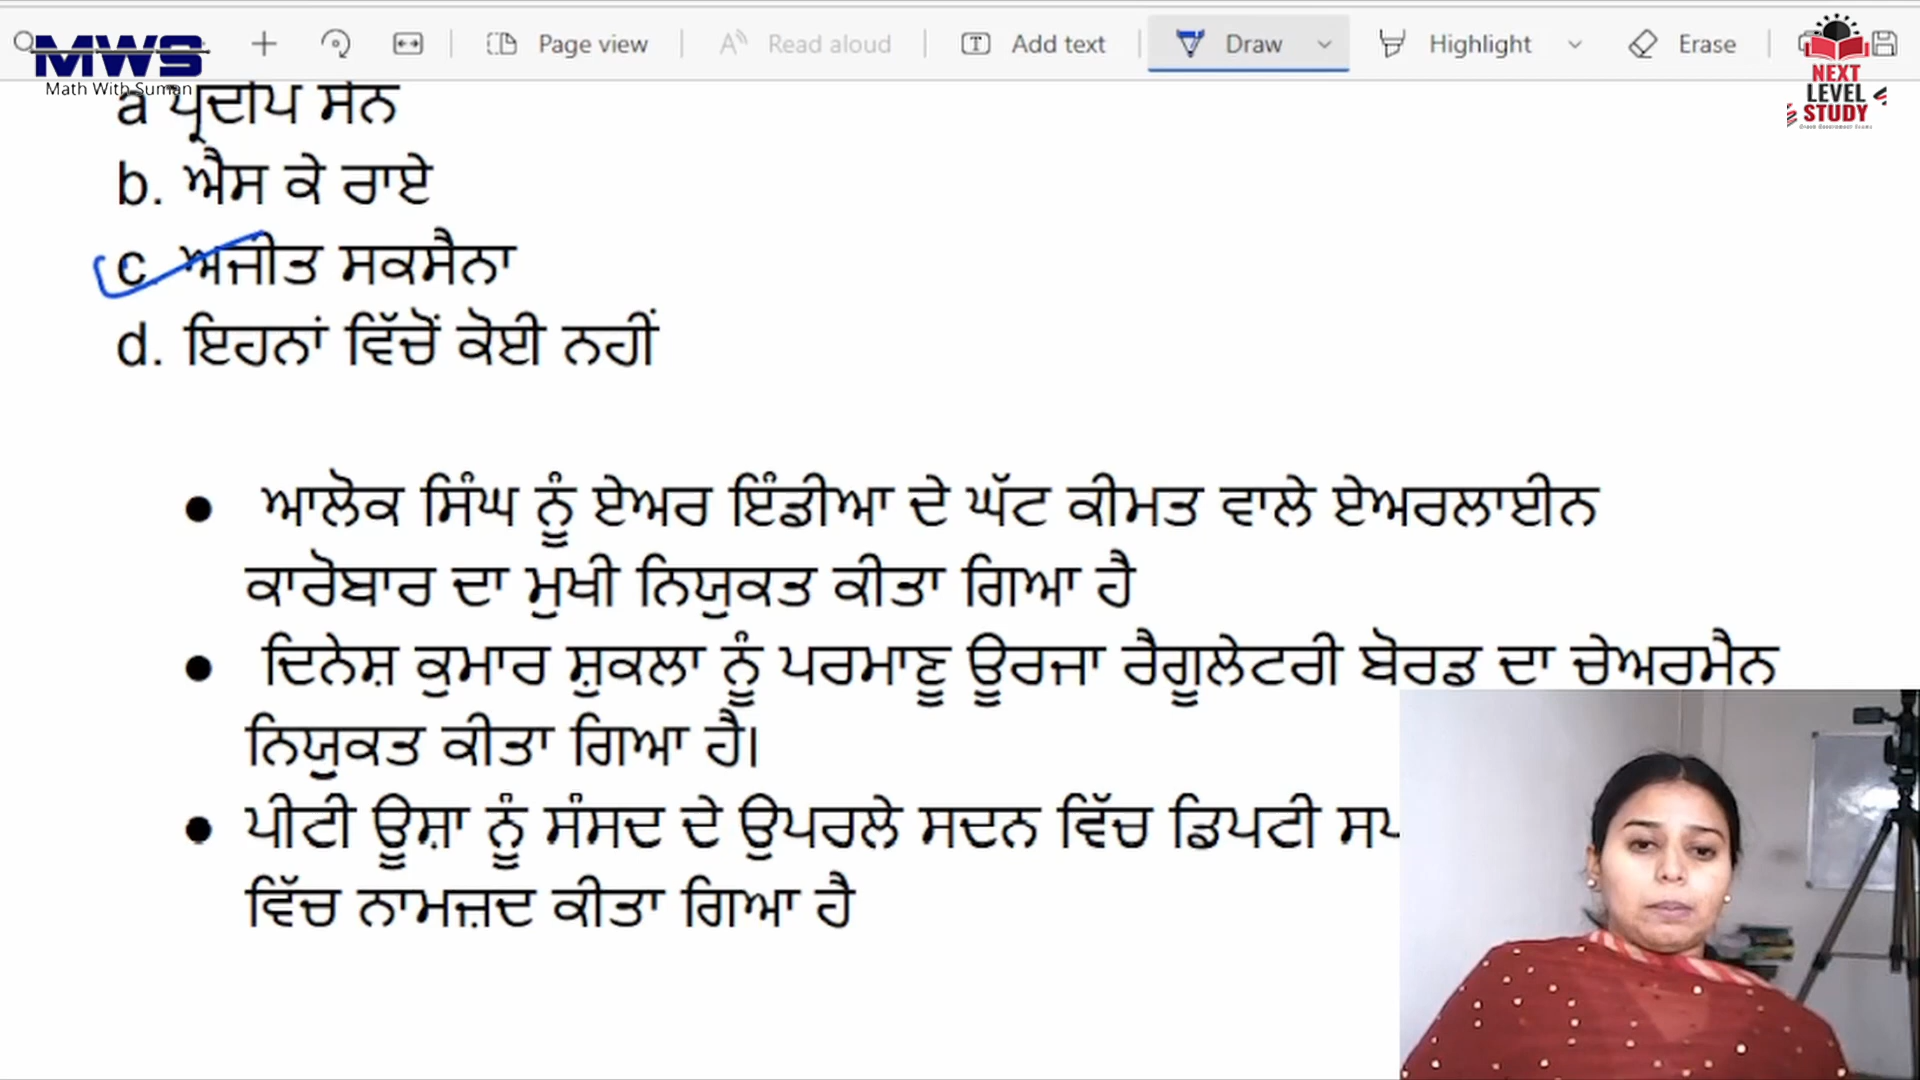 MWS
Math With Suman
Page view
Read aloud
Add text
Draw
Highlight
Erase
NEXT
LEVEL
STUDY
a ਪ੍ਰਦੀਪ ਸੇਨ
b. ਐਸ ਕੇ ਰਾਏ
c. ਅਜੀਤ ਸਕਸੈਨਾ
d. ਇਹਨਾਂ ਵਿੱਚੋਂ ਕੋਈ ਨਹੀਂ
● ਆਲੋਕ ਸਿੰਘ ਨੂੰ ਏਅਰ ਇੰਡੀਆ ਦੇ ਘੱਟ ਕੀਮਤ ਵਾਲੇ ਏਅਰਲਾਈਨ
ਕਾਰੋਬਾਰ ਦਾ ਮੁਖੀ ਨਿਯੁਕਤ ਕੀਤਾ ਗਿਆ ਹੈ
● ਦਿਨੇਸ਼ ਕੁਮਾਰ ਸ਼ੁਕਲਾ ਨੂੰ ਪਰਮਾਣੂ ਊਰਜਾ ਰੈਗੂਲੇਟਰੀ ਬੋਰਡ ਦਾ ਚੇਅਰਮੈਨ
ਨਿਯੁਕਤ ਕੀਤਾ ਗਿਆ ਹੈ।
● ਪੀਟੀ ਊਸ਼ਾ ਨੂੰ ਸੰਸਦ ਦੇ ਉਪਰਲੇ ਸਦਨ ਵਿੱਚ ਡਿਪਟੀ
ਵਿੱਚ ਨਾਮਜ਼ਦ ਕੀਤਾ ਗਿਆ ਹੈ